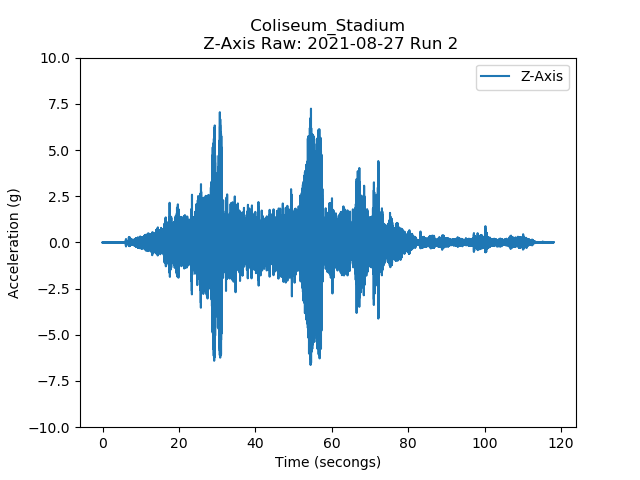 Coliseum_Stadium
Z-Axis Raw: 2021-08-27 Run 2
Z-Axis
10.0
7.5
5.0
2.5
0.0
−2.5
−5.0
−7.5
−10.0
Acceleration (g)
0 20 40 60 80 100 120
Time (secongs)